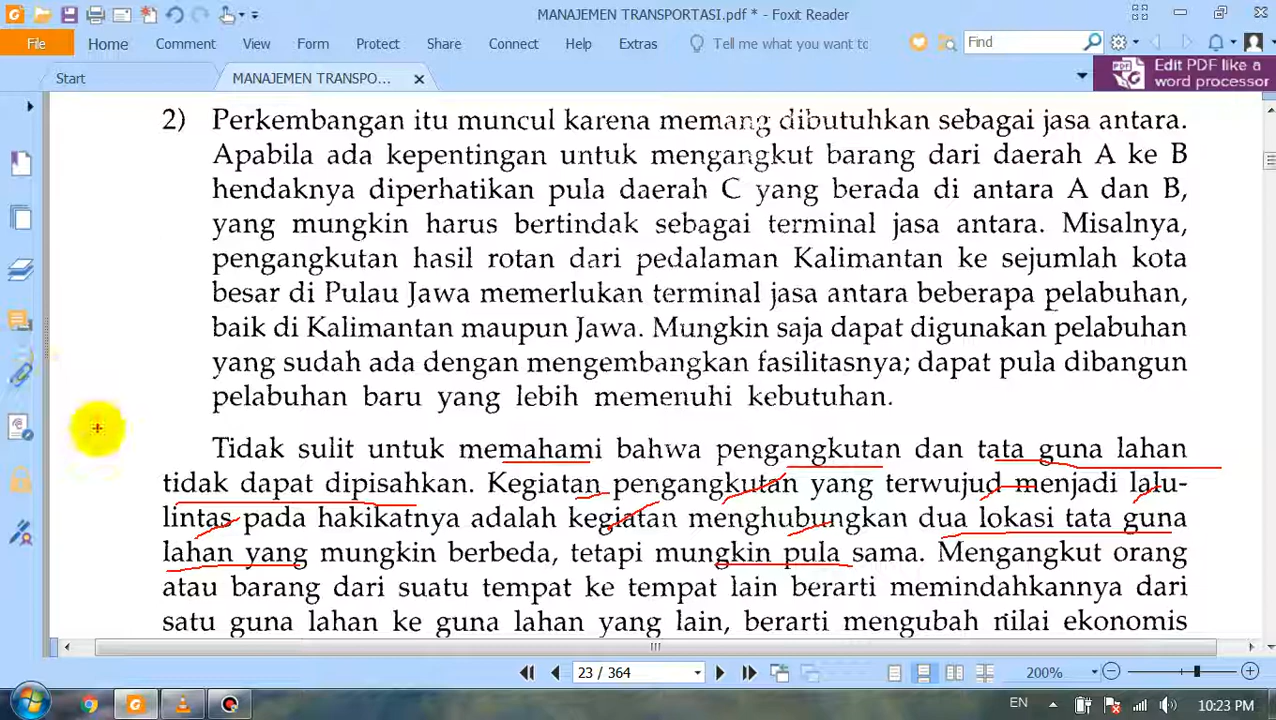 MANAJEMEN TRANSPORTASI.pdf * - Foxit Reader
File Home Comment View Form Protect Share Connect Help Extras Tell me what you want to Find
Start MANAJEMEN TRANSPO... Edit PDF like a
word processor
2) Perkembangan itu muncul karena memang dibutuhkan sebagai jasa antara.
Apabila ada kepentingan untuk mengangkut barang dari daerah A ke B
hendaknya diperhatikan pula daerah C yang berada di antara A dan B,
yang mungkin harus bertindak sebagai terminal jasa antara. Misalnya,
pengangkutan hasil rotan dari pedalaman Kalimantan ke sejumlah kota
besar di Pulau Jawa memerlukan terminal jasa antara beberapa pelabuhan,
baik di Kalimantan maupun Jawa. Mungkin saja dapat digunakan pelabuhan
yang sudah ada dengan mengembangkan fasilitasnya; dapat pula dibangun
pelabuhan baru yang lebih memenuhi kebutuhan.
Tidak sulit untuk memahami bahwa pengangkutan dan tata guna lahan
tidak dapat dipisahkan. Kegiatan pengangkutan yang terwujud menjadi lalu-
lintas pada hakikatnya adalah kegiatan menghubungkan dua lokasi tata guna
lahan yang mungkin berbeda, tetapi mungkin pula sama. Mengangkut orang
atau barang dari suatu tempat ke tempat lain berarti memindahkannya dari
satu guna lahan ke guna lahan yang lain, berarti mengubah nilai ekonomis
23 / 364 200%
EN 10:23 PM